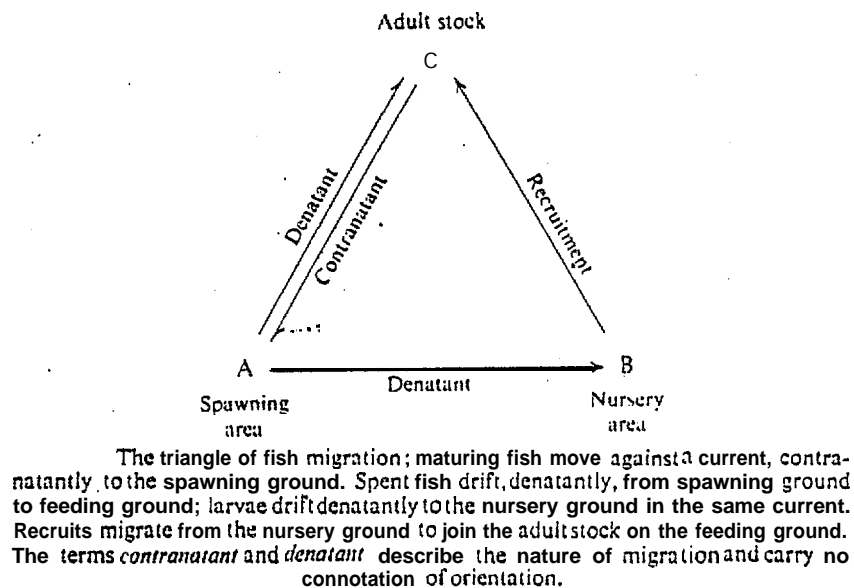 Adult stock
C
Denatant
Contranatant
Recruitment
A
B
Denatant
Spawning
area
Nursery
area
The triangle of fish migration; maturing fish move against a current, contra-
natantly, to the spawning ground. Spent fish drift, denatantly, from spawning ground
to feeding ground; larvae drift denatantly to the nursery ground in the same current.
Recruits migrate from the nursery ground to join the adult stock on the feeding ground.
The terms contranatant and denatant describe the nature of migration and carry no
connotation of orientation.